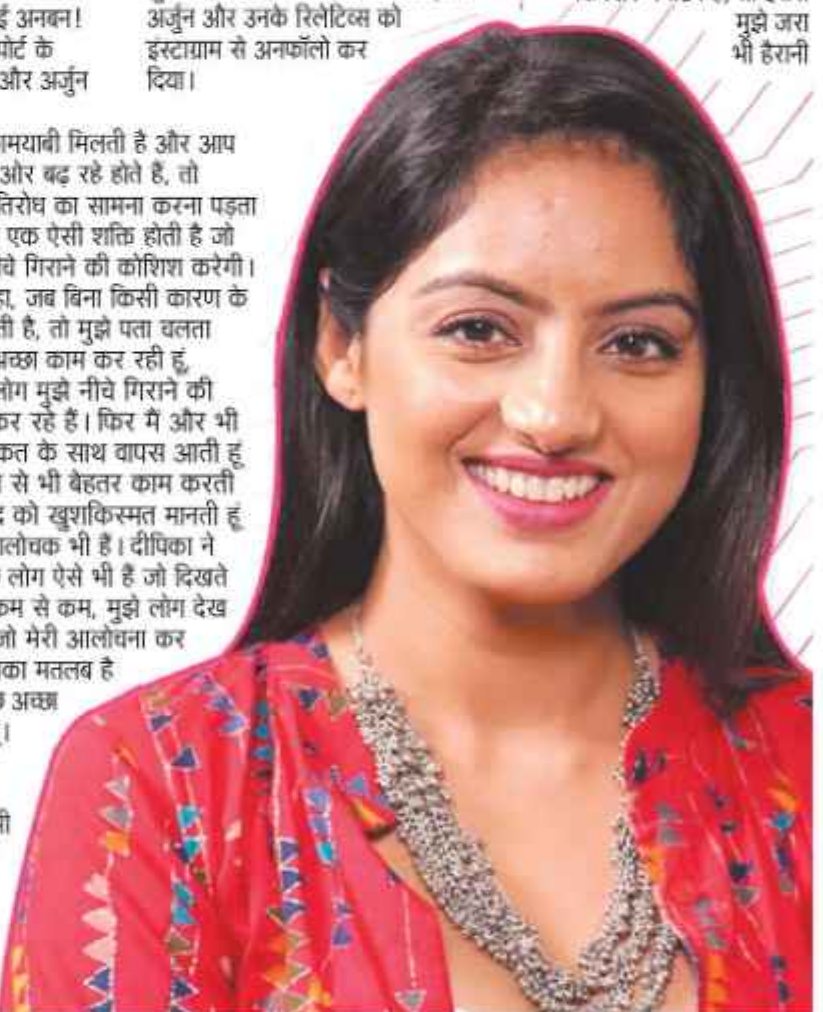 अनबन!
पोर्ट के
और अर्जुन
अर्जुन और उनके रिलेटिव्स को
इंस्टाग्राम से अनफॉलो कर
दिया।
मुझे जरा
भी हैरानी
मयाबी मिलती है और आप
ओर बढ़ रहे होते हैं, तो
तिरोध का सामना करना पड़ता
एक ऐसी शक्ति होती है जो
चे गिराने की कोशिश करेगी।
हा, जब बिना किसी कारण के
ती है, तो मुझे पता चलता
अच्छा काम कर रही हूं,
लोग मुझे नीचे गिराने की
कर रहे हैं। फिर मैं और भी
कत के साथ वापस आती हूं
से भी बेहतर काम करती
द को खुशकिस्मत मानती हूं
लोचक भी हैं। दीपिका ने
लोग ऐसे भी हैं जो दिखते
कम से कम, मुझे लोग देख
जो मेरी आलोचना कर
का मतलब है
अच्छा